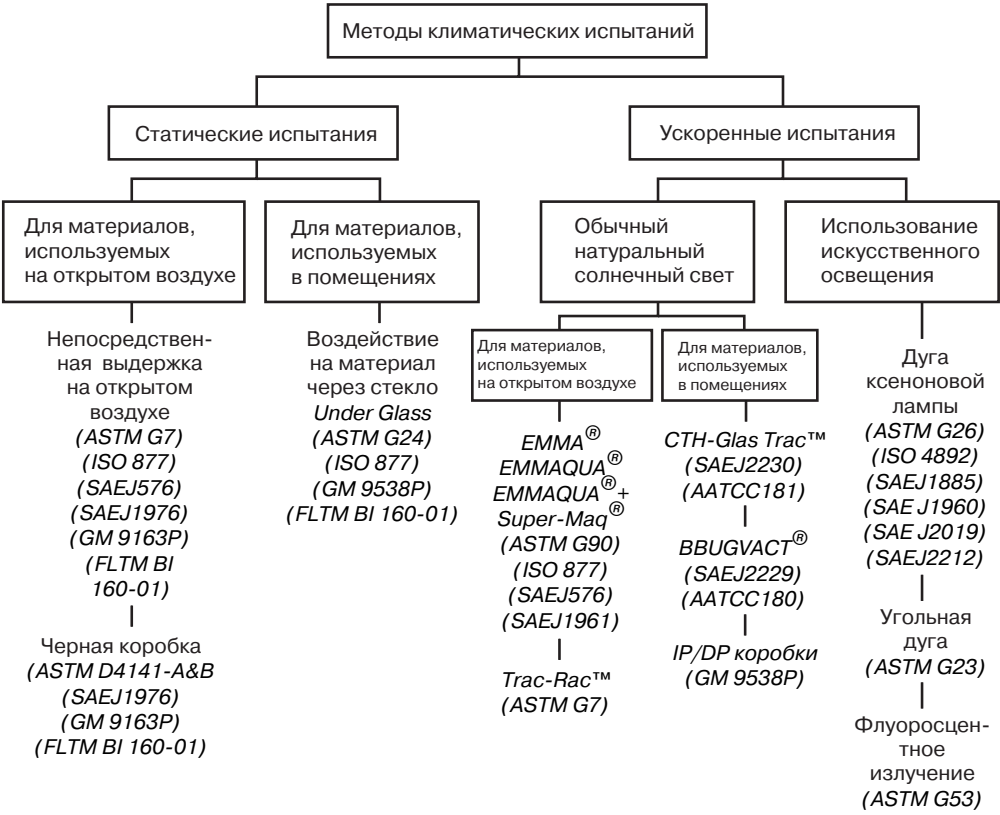 Методы климатических испытаний
Статические испытания
Ускоренные испытания
Для материалов,
используемых
на открытом воздухе
Для материалов,
используемых
в помещениях
Обычный
натуральный
солнечный свет
Использование
искусственного
освещения
Непосредствен-
ная выдержка
на открытом
воздухе
(ASTM G7)
(ISO 877)
(SAEJ576)
(SAEJ1976)
(GM 9163P)
(FLTM BI
160-01)
Черная коробка
(ASTM D4141-A&B
(SAEJ1976)
(GM 9163P)
(FLTM BI 160-01)
Воздействие
на материал
через стекло
Under Glass
(ASTM G24)
(ISO 877)
(GM 9538P)
(FLTM BI 160-01)
Для материалов,
используемых
на открытом воздухе
EMMA®
EMMAQUA®
EMMAQUA®+
Super-Maq®
(ASTM G90)
(ISO 877)
(SAEJ576)
(SAEJ1961)
Trac-Rac™
(ASTM G7)
Для материалов,
используемых
в помещениях
CTH-Glas Trac™
(SAEJ2230)
(AATCC181)
BBUGVACT®
(SAEJ2229)
(AATCC180)
IP/DP коробки
(GM 9538P)
Дуга
ксеноновой
лампы
(ASTM G26)
(ISO 4892)
(SAEJ1885)
(SAE J1960)
(SAE J2019)
(SAEJ2212)
Угольная
дуга
(ASTM G23)
Флуоросцен-
тное
излучение
(ASTM G53)